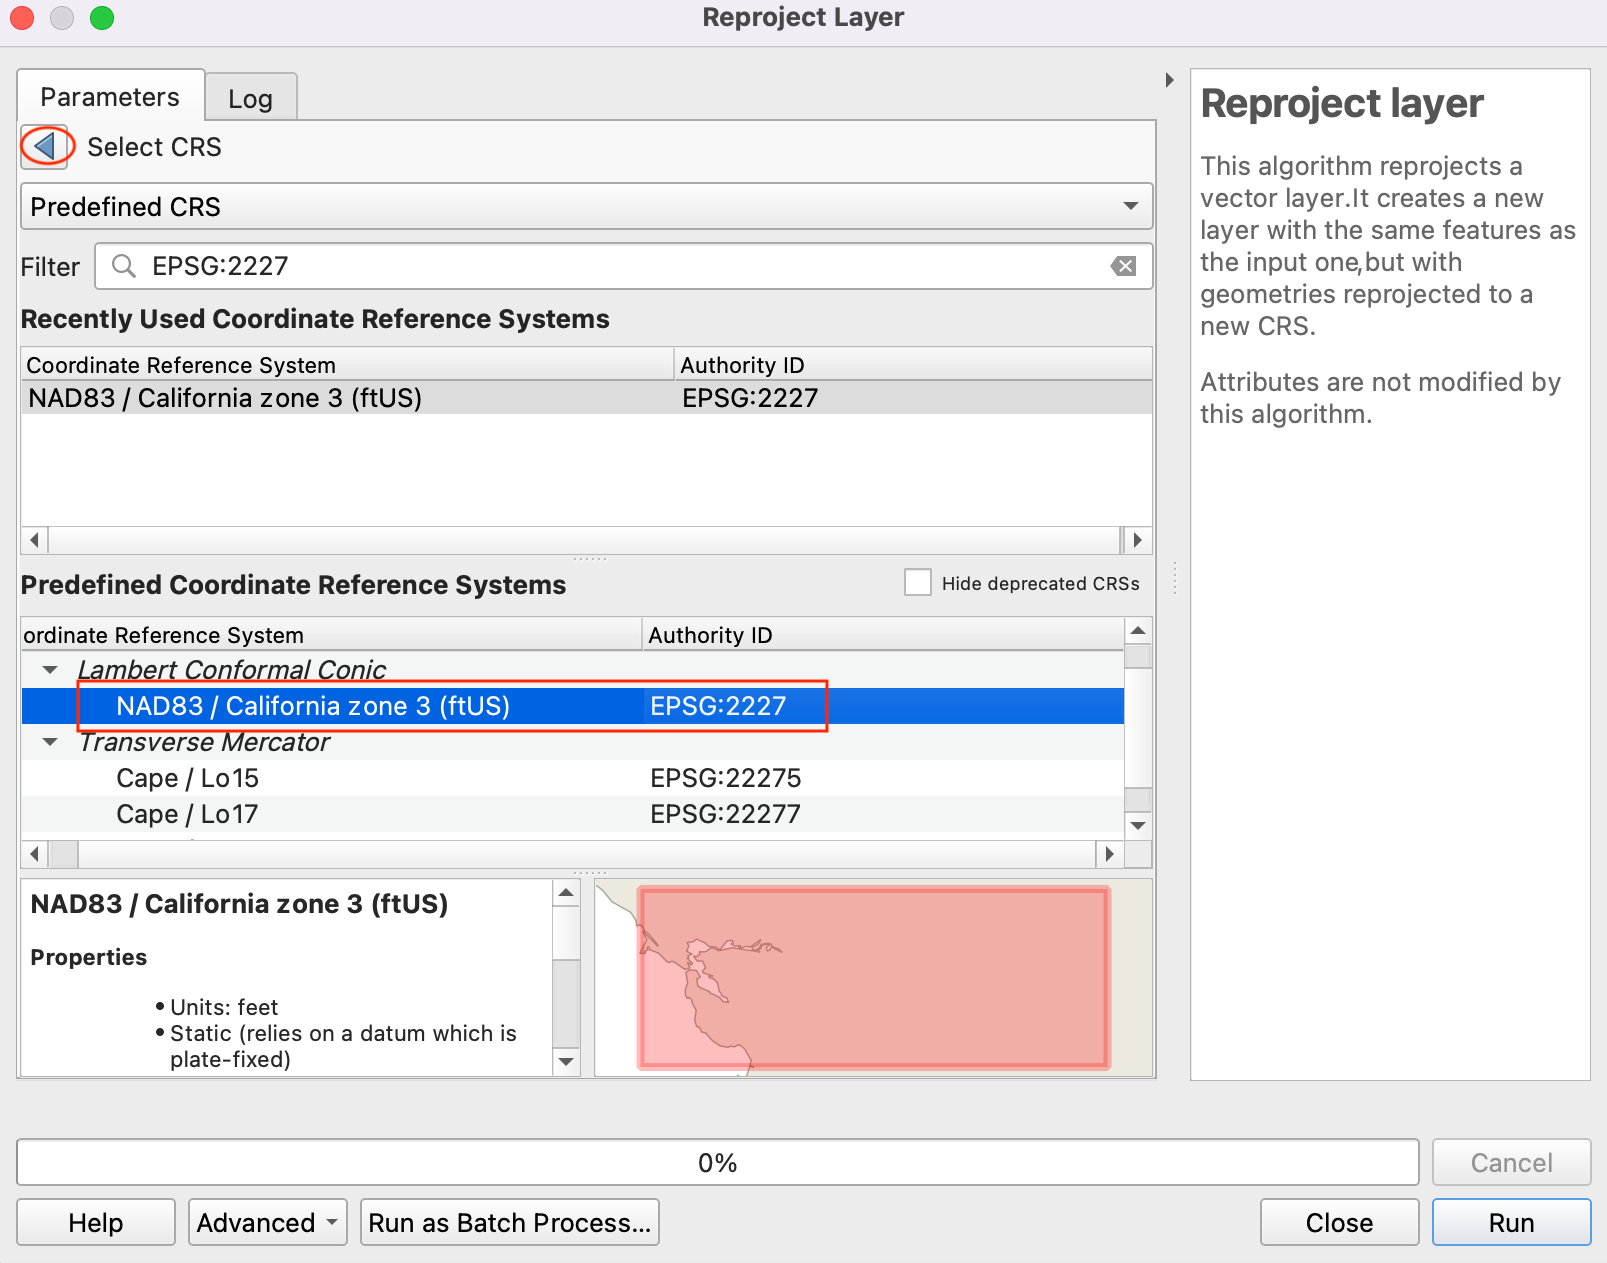 Reproject Layer
Parameters
Log
Select CRS
Predefined CRS
Filter
EPSG:2227
Recently Used Coordinate Reference Systems
Coordinate Reference System
Authority ID
NAD83 / California zone 3 (ftUS)
EPSG:2227
Predefined Coordinate Reference Systems
Hide deprecated CRSs
ordinate Reference System
Authority ID
Lambert Conformal Conic
NAD83 / California zone 3 (ftUS)
EPSG:2227
Transverse Mercator
Cape / Lo15
EPSG:22275
Cape / Lo17
EPSG:22277
NAD83 / California zone 3 (ftUS)
Properties
• Units: feet
• Static (relies on a datum which is
plate-fixed)
Reproject layer
This algorithm reprojects a
vector layer.It creates a new
layer with the same features as
the input one,but with
geometries reprojected to a
new CRS.
Attributes are not modified by
this algorithm.
0%
Cancel
Help
Advanced
Run as Batch Process...
Close
Run